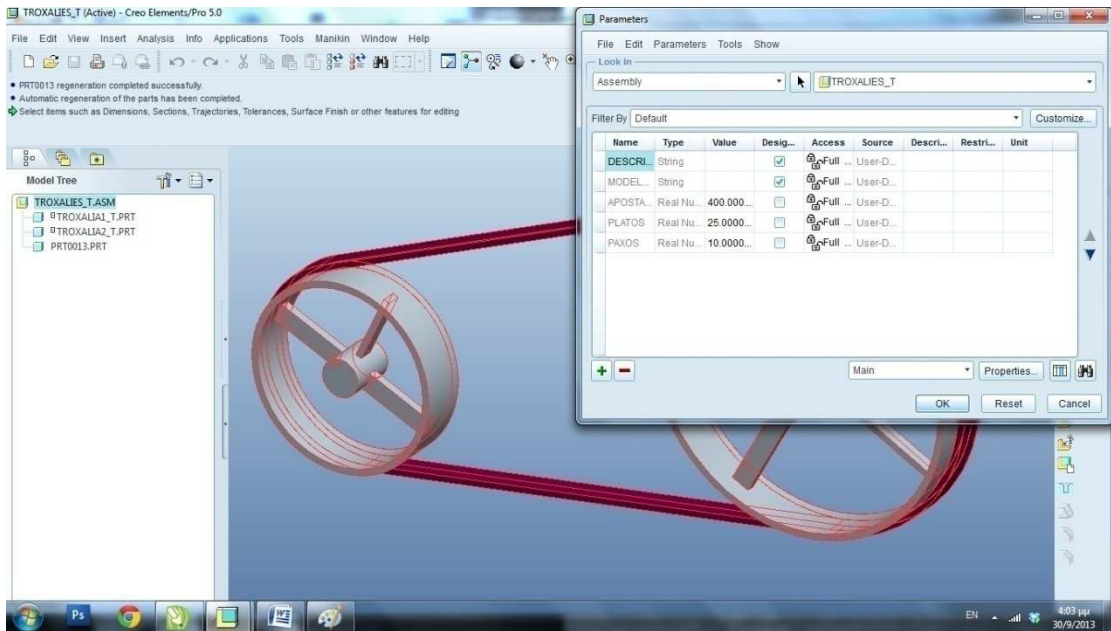 TROXALIES_T (Active) - Creo Elements/Pro 5.0
File Edit View Insert Analysis Info Applications Tools Manikin Window Help
• PRT0013 regeneration completed successfully.
• Automatic regeneration of the parts has been completed.
Select items such as Dimensions, Sections, Trajectories, Tolerances, Surface Finish or other features for editing
Model Tree
TROXALIES_T.ASM
TROXALIA1_T.PRT
TROXALIA2_T.PRT
PRT0013.PRT
Parameters
File Edit Parameters Tools Show
Look In
Assembly TROXALIES_T
Filter By Default Customize...
Name Type Value Desig... Access Source Descri... Restri... Unit
DESCRI... String Full ... User-D...
MODEL... String Full ... User-D...
APOSTA... Real Nu... 400.000... Full ... User-D...
PLATOS Real Nu... 25.0000... Full ... User-D...
PAXOS Real Nu... 10.0000... Full ... User-D...
Main Properties...
OK Reset Cancel
Ps EN 4:03 μμ
30/9/2013